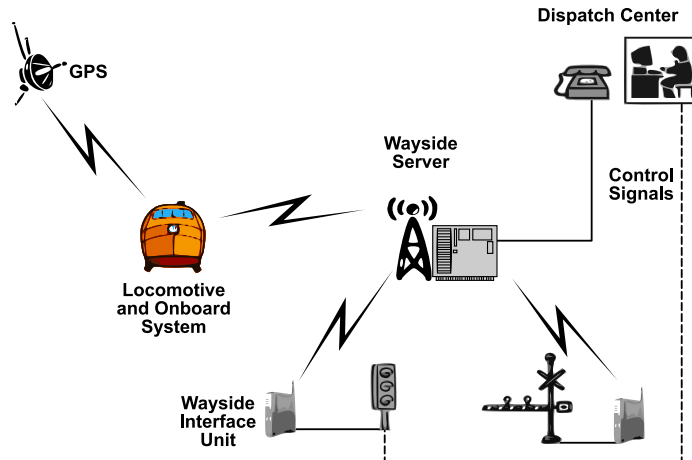 Dispatch Center
GPS
Wayside
Server
Control
Signals
Locomotive
and Onboard
System
Wayside
Interface
Unit